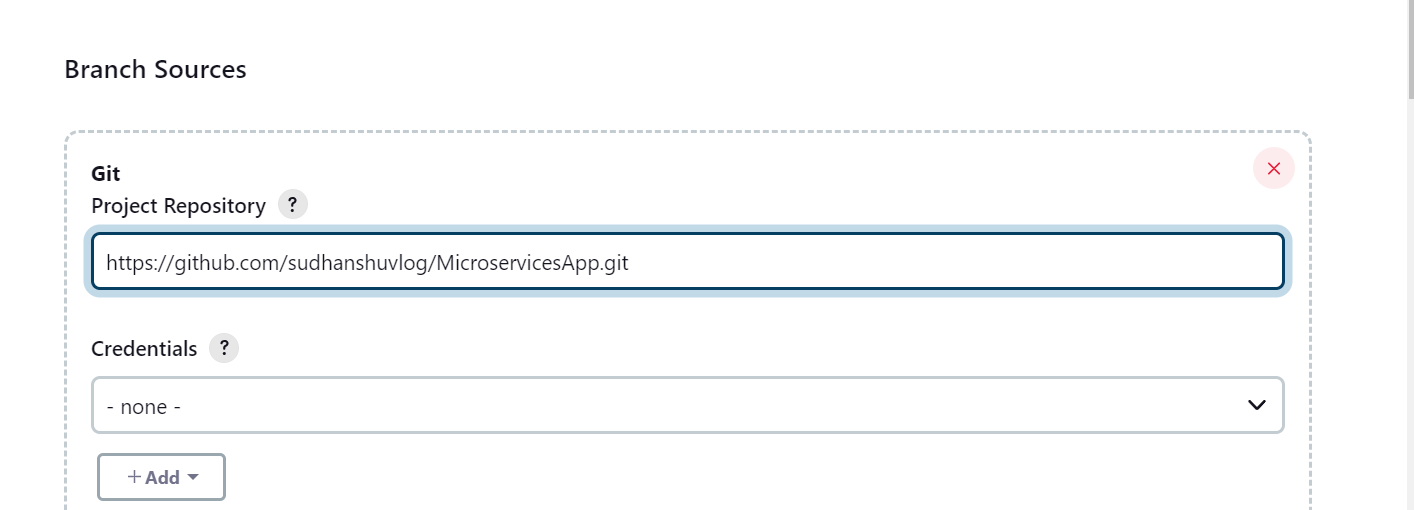 Branch Sources
Git
Project Repository ?
https://github.com/sudhanshuvlog/MicroservicesApp.git
Credentials ?
- none -
+ Add